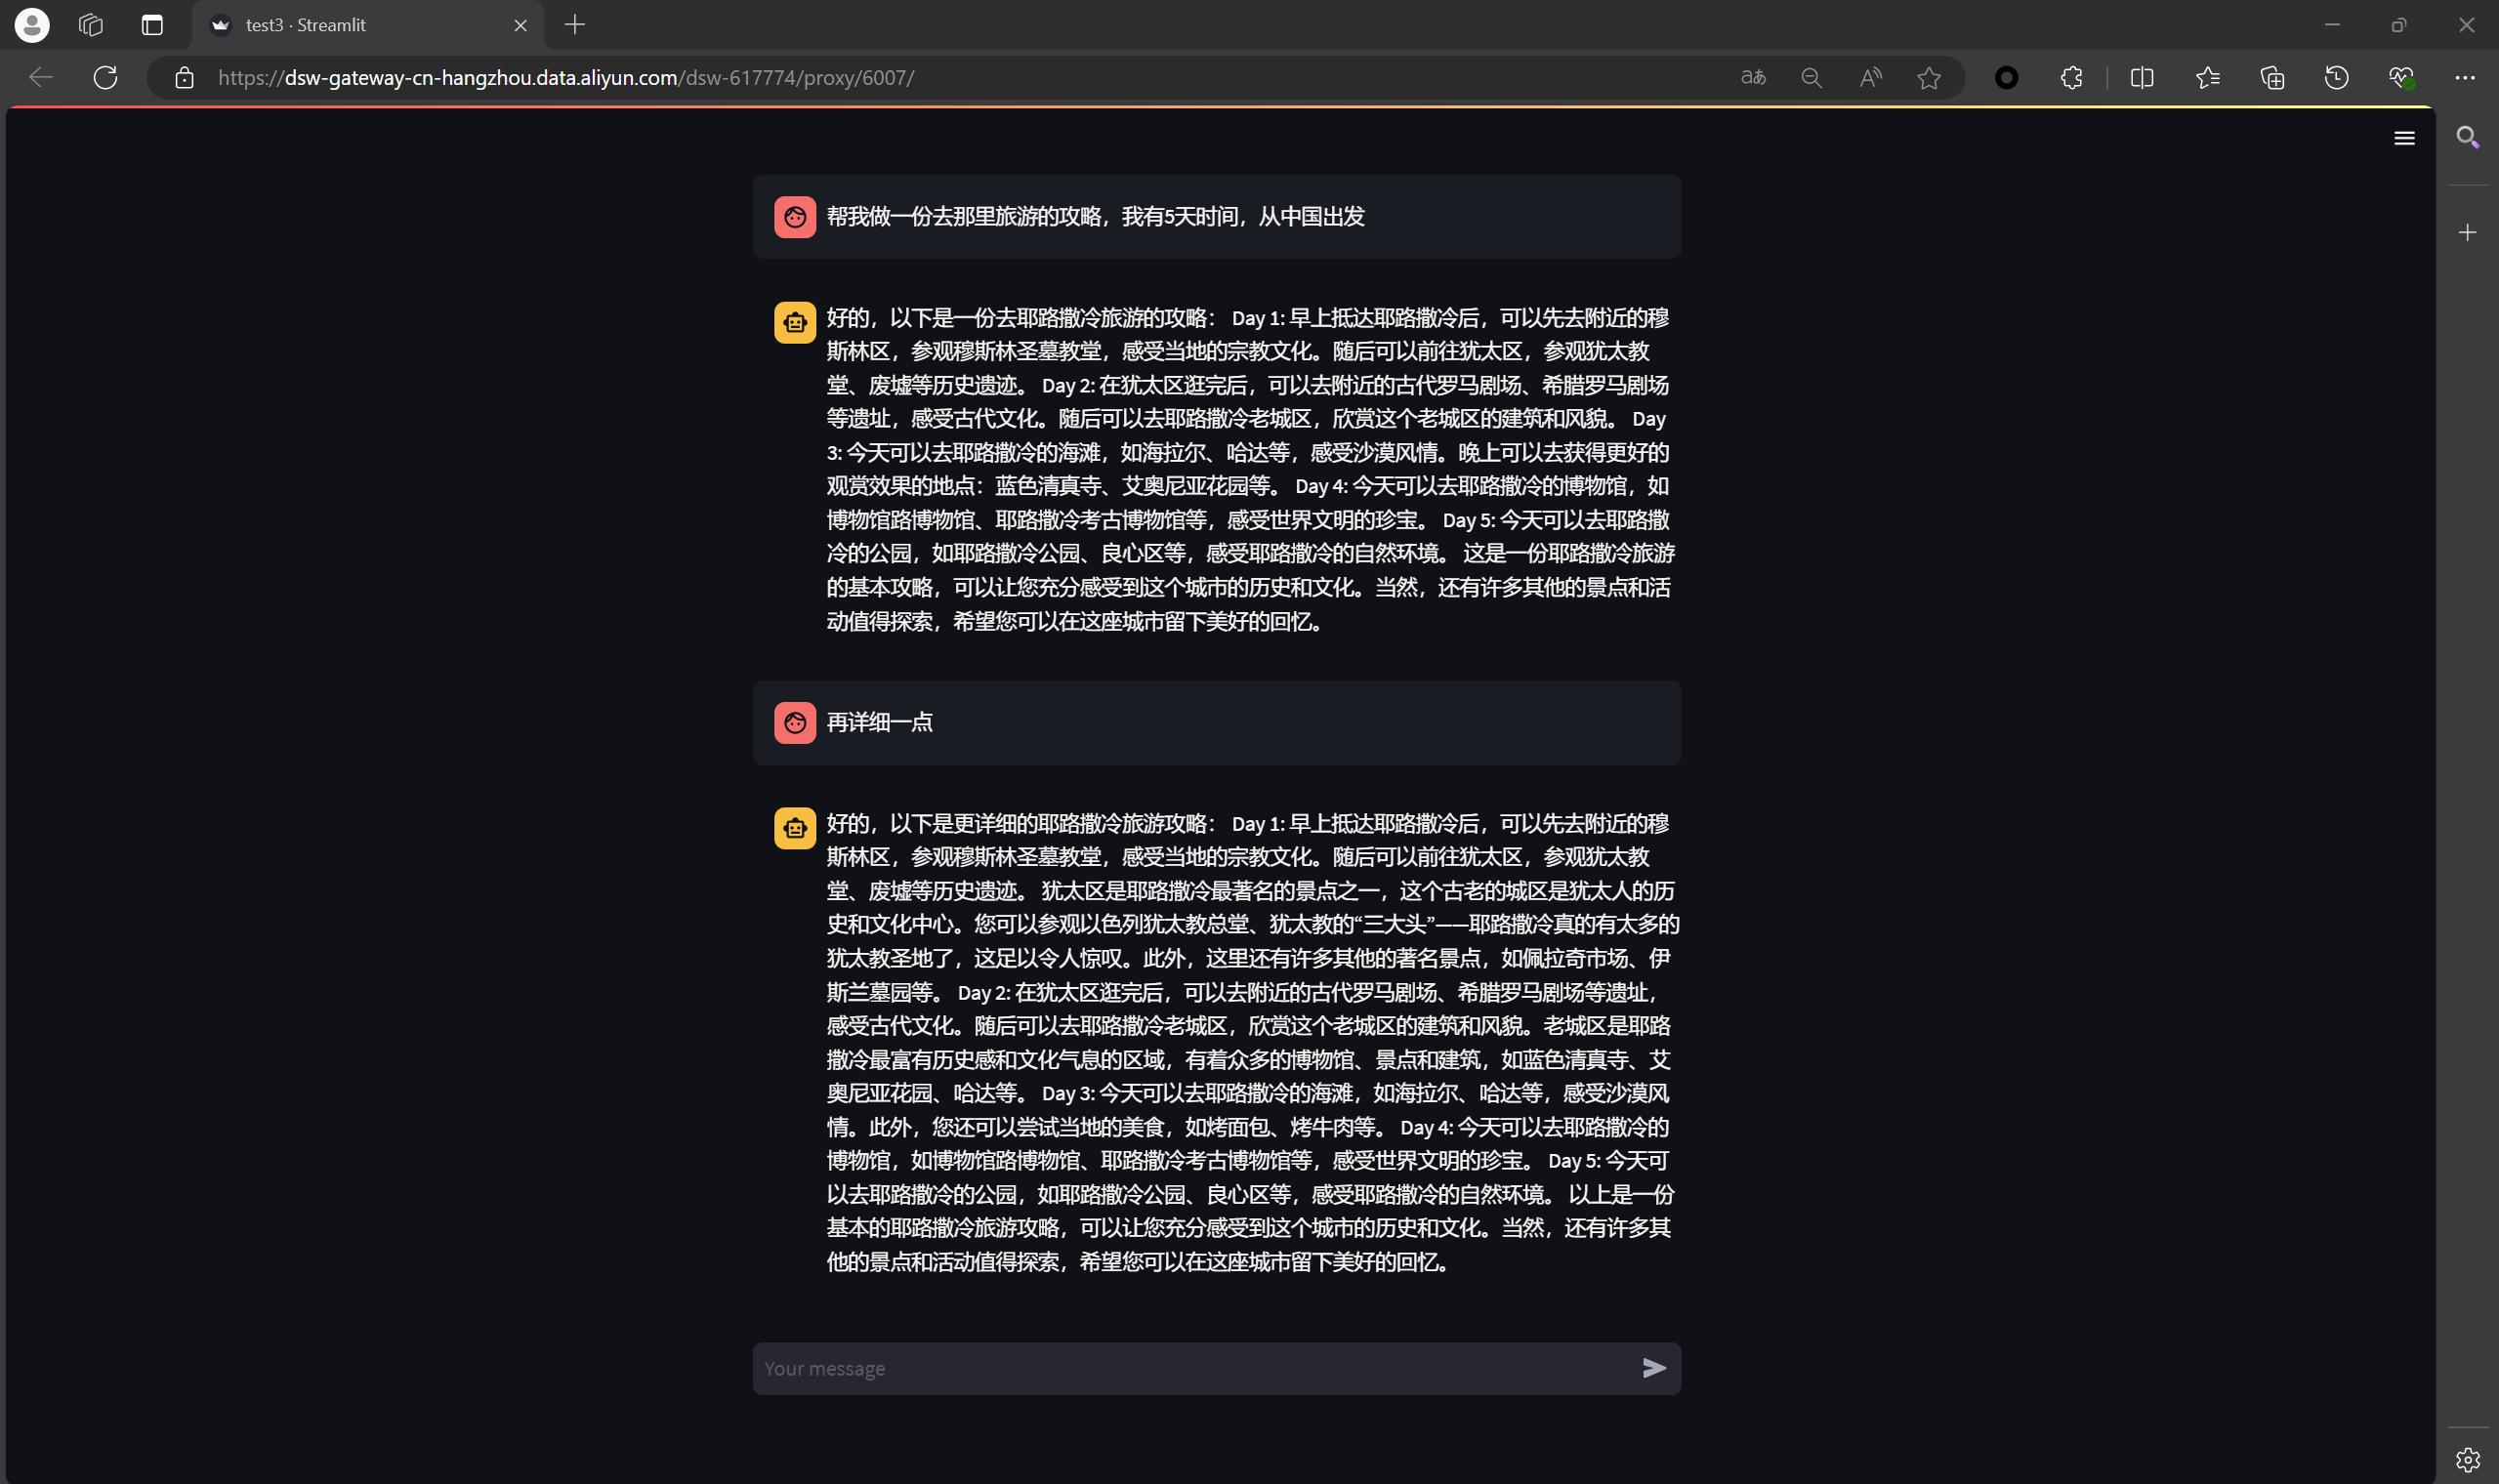 test3 · Streamlit
https://dsw-gateway-cn-hangzhou.data.aliyun.com/dsw-617774/proxy/6007/
aあ
帮我做一份去那里旅游的攻略，我有5天时间，从中国出发
好的，以下是一份去耶路撒冷旅游的攻略： Day 1: 早上抵达耶路撒冷后，可以先去附近的穆
斯林区，参观穆斯林圣墓教堂，感受当地的宗教文化。随后可以前往犹太区，参观犹太教
堂、废墟等历史遗迹。 Day 2: 在犹太区逛完后，可以去附近的古代罗马剧场、希腊罗马剧场
等遗址，感受古代文化。随后可以去耶路撒冷老城区，欣赏这个老城区的建筑和风貌。 Day
3: 今天可以去耶路撒冷的海滩，如海拉尔、哈达等，感受沙漠风情。晚上可以去获得更好的
观赏效果的地点：蓝色清真寺、艾奥尼亚花园等。 Day 4: 今天可以去耶路撒冷的博物馆，如
博物馆路博物馆、耶路撒冷考古博物馆等，感受世界文明的珍宝。 Day 5: 今天可以去耶路撒
冷的公园，如耶路撒冷公园、良心区等，感受耶路撒冷的自然环境。 这是一份耶路撒冷旅游
的基本攻略，可以让您充分感受到这个城市的历史和文化。当然，还有许多其他的景点和活
动值得探索，希望您可以在这座城市留下美好的回忆。
再详细一点
好的，以下是更详细的耶路撒冷旅游攻略： Day 1: 早上抵达耶路撒冷后，可以先去附近的穆
斯林区，参观穆斯林圣墓教堂，感受当地的宗教文化。随后可以前往犹太区，参观犹太教
堂、废墟等历史遗迹。 犹太区是耶路撒冷最著名的景点之一，这个古老的城区是犹太人的历
史和文化中心。您可以参观以色列犹太教总堂、犹太教的“三大头”——耶路撒冷真的有太多的
犹太教圣地了，这足以令人惊叹。此外，这里还有许多其他的著名景点，如佩拉奇市场、伊
斯兰墓园等。 Day 2: 在犹太区逛完后，可以去附近的古代罗马剧场、希腊罗马剧场等遗址，
感受古代文化。随后可以去耶路撒冷老城区，欣赏这个老城区的建筑和风貌。老城区是耶路
撒冷最富有历史感和文化气息的区域，有着众多的博物馆、景点和建筑，如蓝色清真寺、艾
奥尼亚花园、哈达等。 Day 3: 今天可以去耶路撒冷的海滩，如海拉尔、哈达等，感受沙漠风
情。此外，您还可以尝试当地的美食，如烤面包、烤牛肉等。 Day 4: 今天可以去耶路撒冷的
博物馆，如博物馆路博物馆、耶路撒冷考古博物馆等，感受世界文明的珍宝。 Day 5: 今天可
以去耶路撒冷的公园，如耶路撒冷公园、良心区等，感受耶路撒冷的自然环境。 以上是一份
基本的耶路撒冷旅游攻略，可以让您充分感受到这个城市的历史和文化。当然，还有许多其
他的景点和活动值得探索，希望您可以在这座城市留下美好的回忆。
Your message